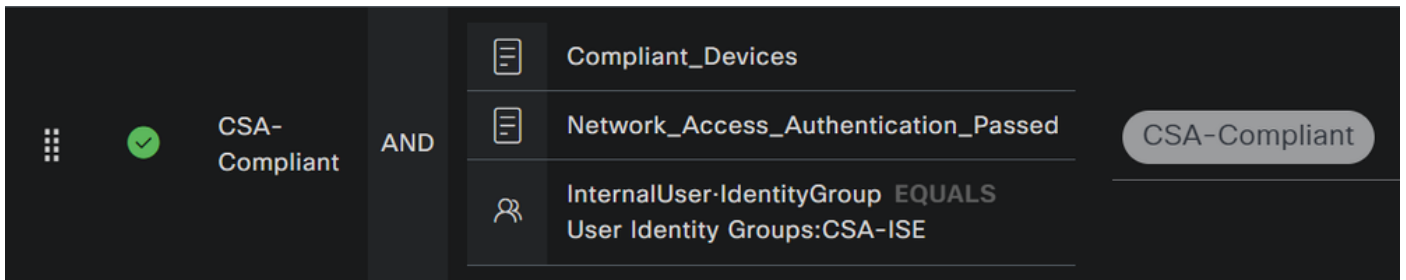 CSA-
Compliant
AND
Compliant_Devices
Network_Access_Authentication_Passed
InternalUser·IdentityGroup EQUALS
User Identity Groups:CSA-ISE
CSA-Compliant